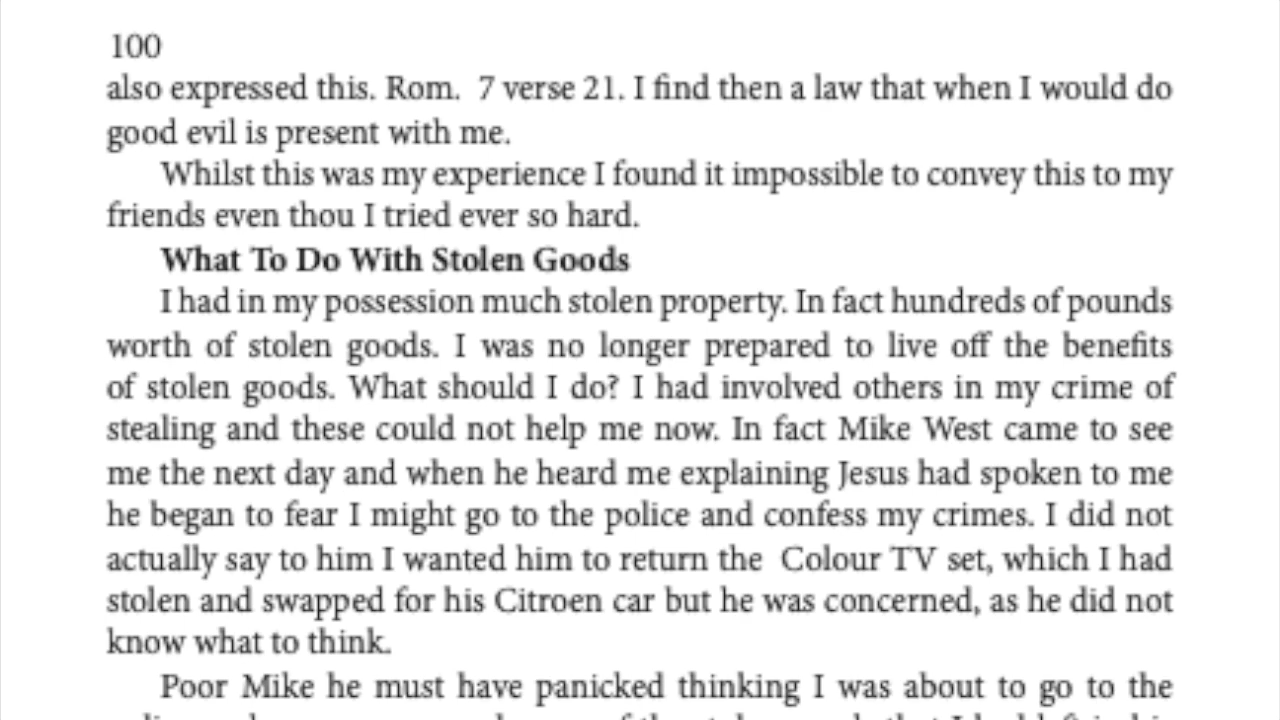 100
also expressed this. Rom. 7 verse 21. I find then a law that when I would do
good evil is present with me.
Whilst this was my experience I found it impossible to convey this to my
friends even thou I tried ever so hard.
What To Do With Stolen Goods
I had in my possession much stolen property. In fact hundreds of pounds
worth of stolen goods. I was no longer prepared to live off the benefits
of stolen goods. What should I do? I had involved others in my crime of
stealing and these could not help me now. In fact Mike West came to see
me the next day and when he heard me explaining Jesus had spoken to me
he began to fear I might go to the police and confess my crimes. I did not
actually say to him I wanted him to return the Colour TV set, which I had
stolen and swapped for his Citroen car but he was concerned, as he did not
know what to think.
Poor Mike he must have panicked thinking I was about to go to the